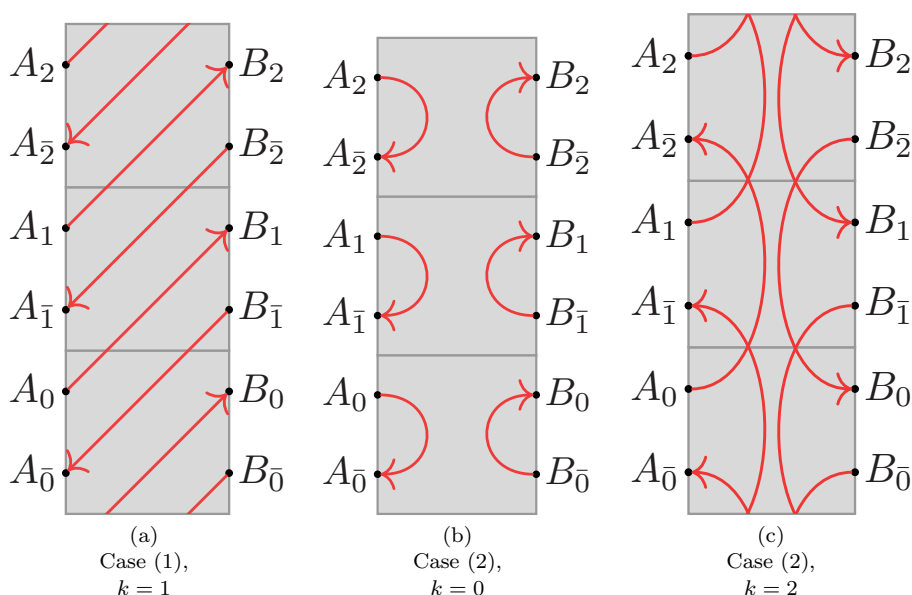 A₂ B₂ A₂ B₂ A₂ B₂
A₂̄ B₂̄ A₂̄ B₂̄ A₂̄ B₂̄
A₁ B₁ A₁ B₁ A₁ B₁
A₁̄ B₁̄ A₁̄ B₁̄ A₁̄ B₁̄
A₀ B₀ A₀ B₀ A₀ B₀
A₀̄ B₀̄ A₀̄ B₀̄ A₀̄ B₀̄
(a) (b) (c)
Case (1), Case (2), Case (2),
k = 1 k = 0 k = 2